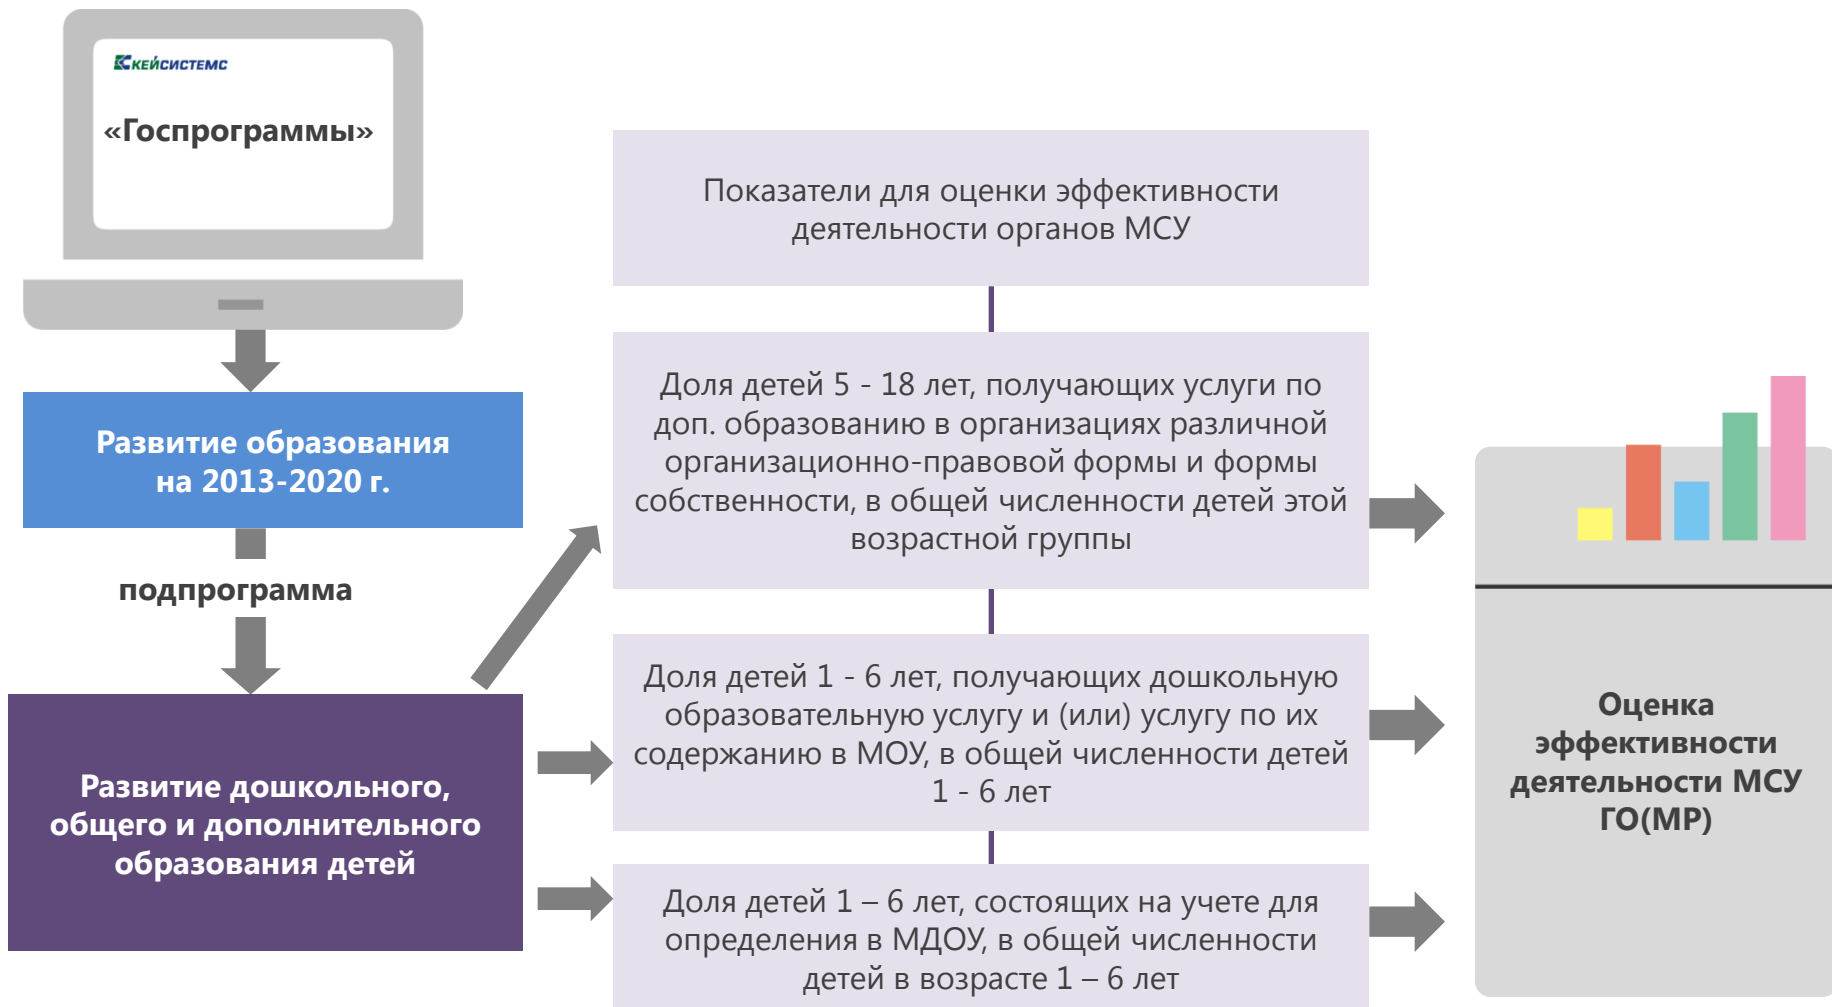 КЕЙСИСТЕМС
«Госпрограммы»
Развитие образования
на 2013-2020 г.
подпрограмма
Развитие дошкольного,
общего и дополнительного
образования детей
Показатели для оценки эффективности
деятельности органов МСУ
Доля детей 5 - 18 лет, получающих услуги по
доп. образованию в организациях различной
организационно-правовой формы и формы
собственности, в общей численности детей этой
возрастной группы
Доля детей 1 - 6 лет, получающих дошкольную
образовательную услугу и (или) услугу по их
содержанию в МОУ, в общей численности детей
1 - 6 лет
Доля детей 1 – 6 лет, состоящих на учете для
определения в МДОУ, в общей численности
детей в возрасте 1 – 6 лет
Оценка
эффективности
деятельности МСУ
ГО(МР)